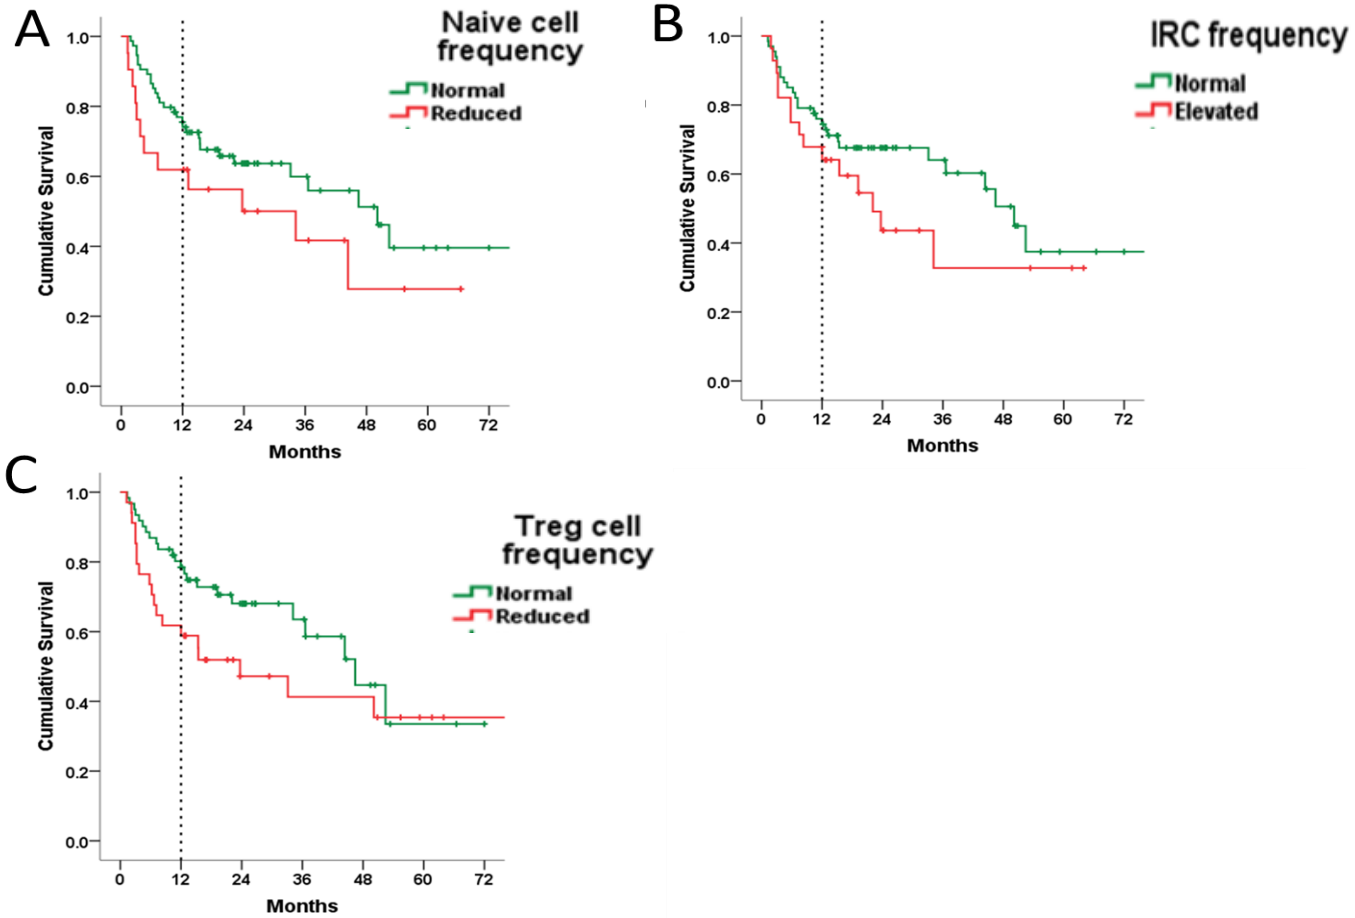 A
Naive cell
frequency
Normal
Reduced
Cumulative Survival
1.0
0.8
0.6
0.4
0.2
0.0
0 12 24 36 48 60 72
Months
B
IRC frequency
Normal
Elevated
Cumulative Survival
1.0
0.8
0.6
0.4
0.2
0.0
0 12 24 36 48 60 72
Months
C
Treg cell
frequency
Normal
Reduced
Cumulative Survival
1.0
0.8
0.6
0.4
0.2
0.0
0 12 24 36 48 60 72
Months